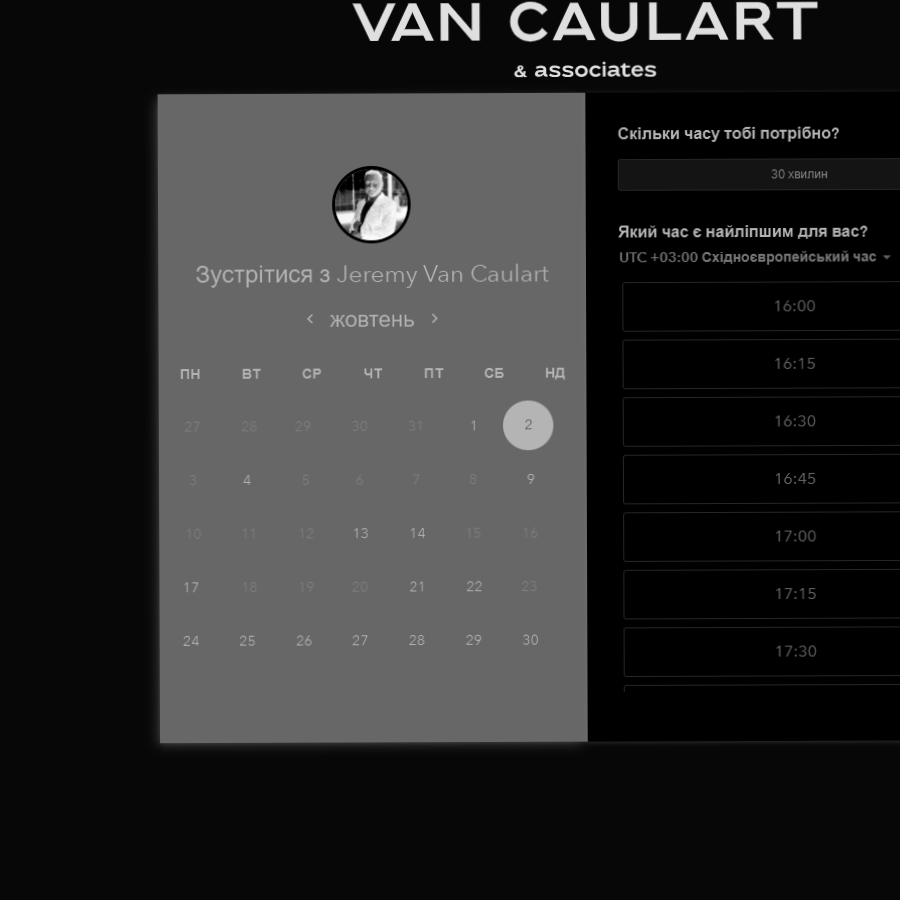 VAN CAULART
& associates
Зустрітися з Jeremy Van Caulart
жовтень
ПН ВТ СР ЧТ ПТ СБ НД
27 28 29 30 31 1 2
3 4 5 6 7 8 9
10 11 12 13 14 15 16
17 18 19 20 21 22 23
24 25 26 27 28 29 30
Скільки часу тобі потрібно?
30 хвилин
Який час є найліпшим для вас?
UTC +03:00 Східноєвропейський час
16:00
16:15
16:30
16:45
17:00
17:15
17:30